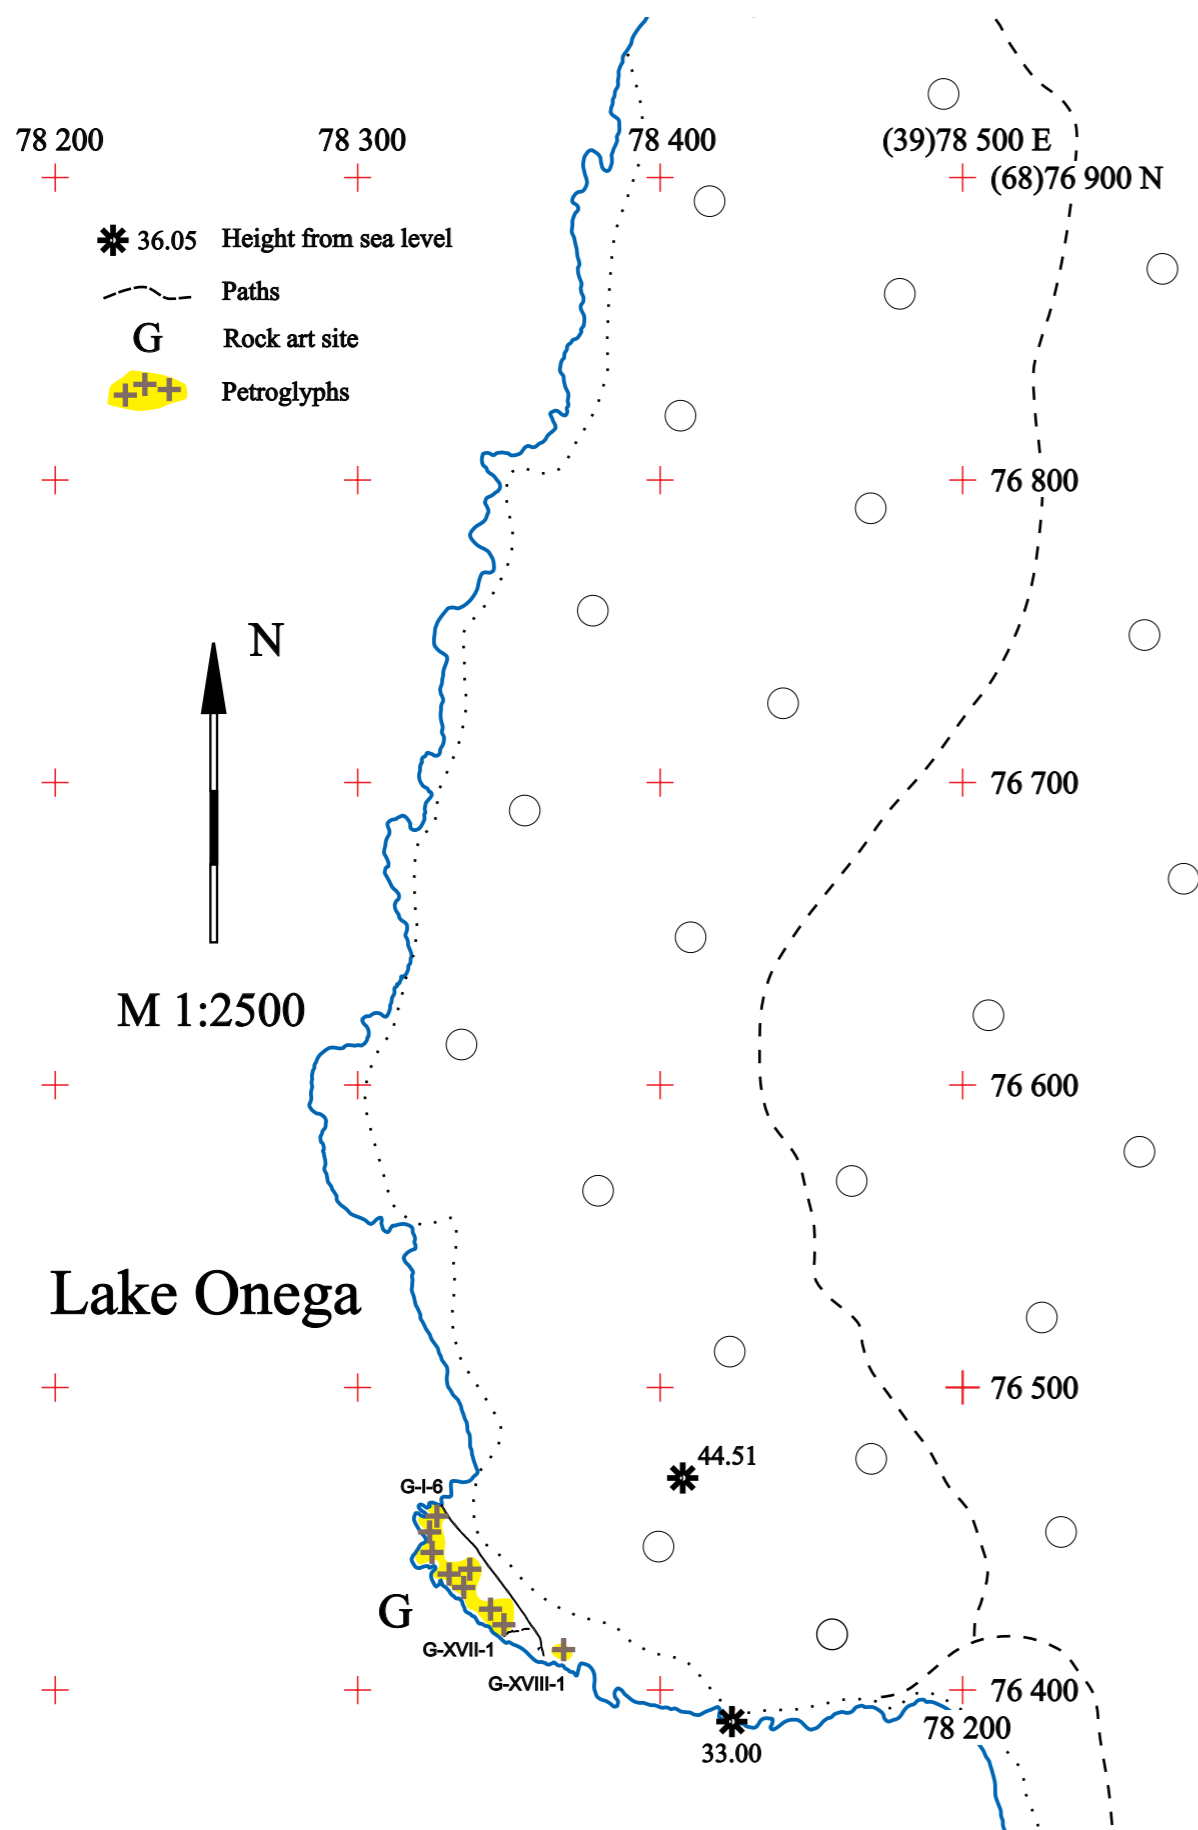 78 200 78 300 78 400 (39)78 500 E
(68)76 900 N
36.05 Height from sea level
Paths
G Rock art site
Petroglyphs
76 800
N
76 700
M 1:2500
76 600
Lake Onega
76 500
44.51
G-I-6
G
G-XVII-1
G-XVIII-1
76 400
78 200
33.00